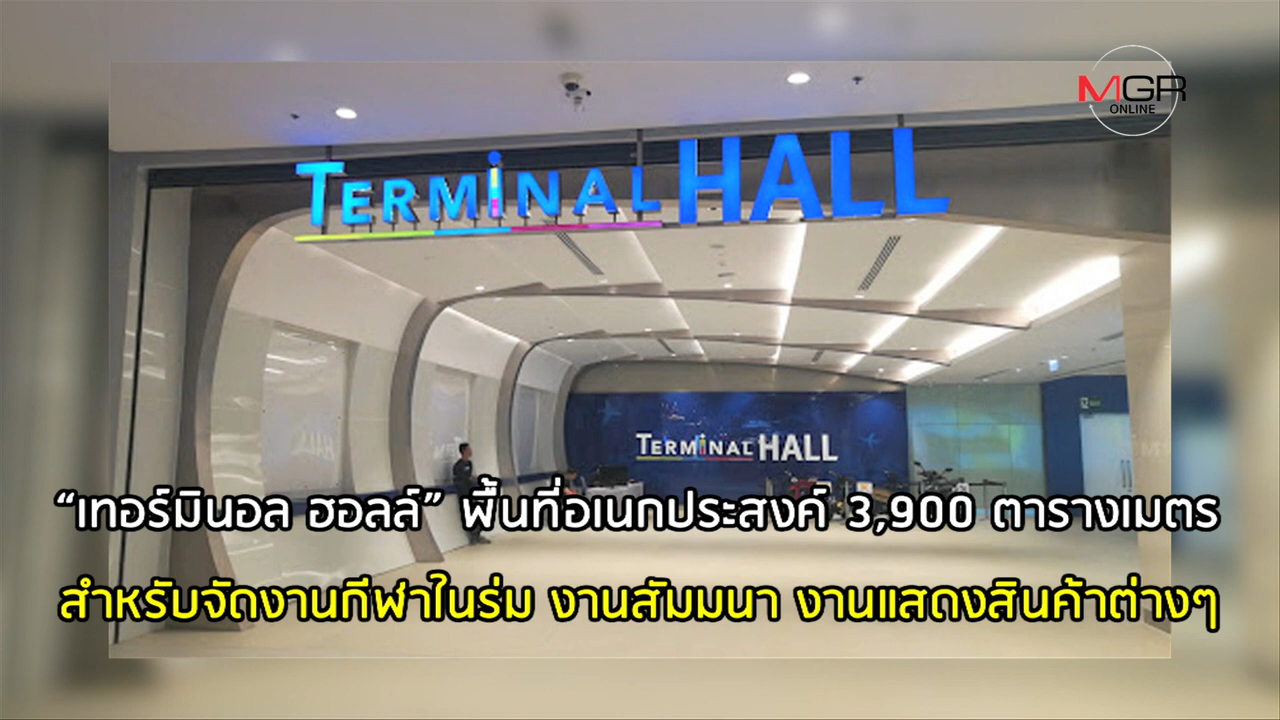 MGR
ONLINE
TERMiNAL HALL
TERMiNAL HALL
“เทอร์มินอล ฮอลล์” พื้นที่อเนกประสงค์ 3,900 ตารางเมตร
สำหรับจัดงานกีฬาในร่ม งานสัมมนา งานแสดงสินค้าต่างๆ